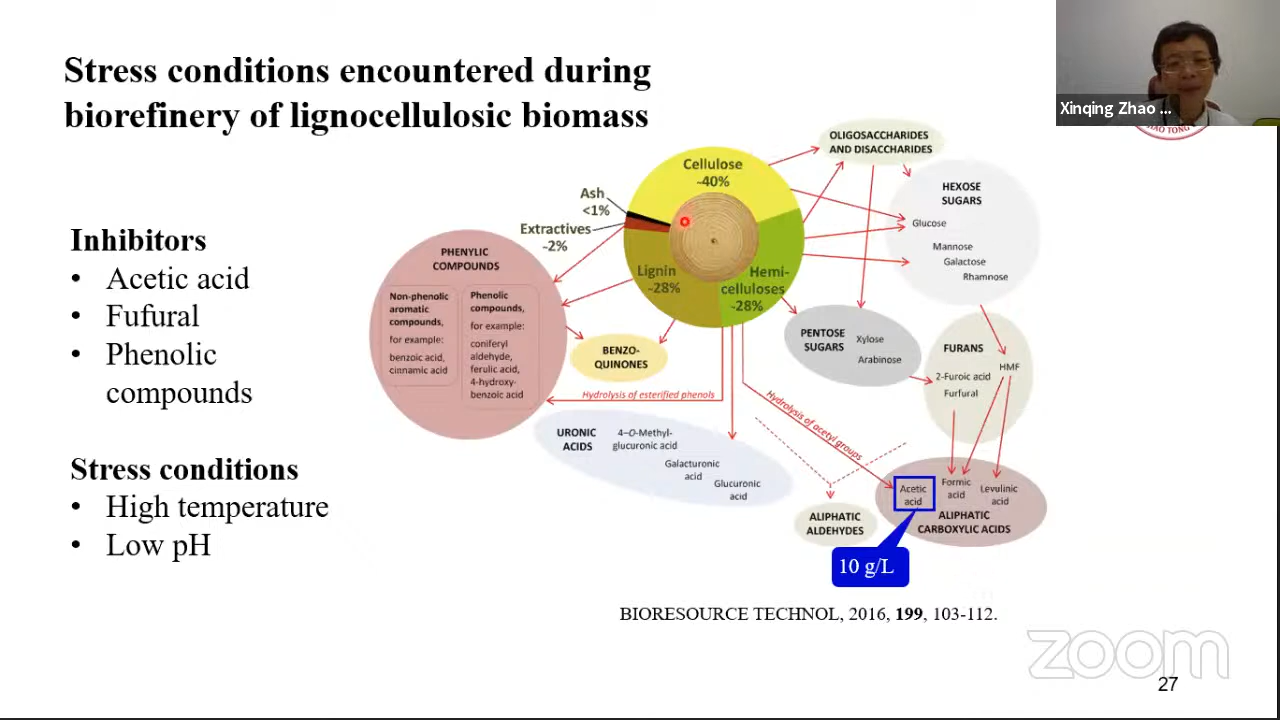 Stress conditions encountered during
biorefinery of lignocellulosic biomass
Xinqing Zhao ...
HAO TONG
Inhibitors
• Acetic acid
• Fufural
• Phenolic
compounds
Stress conditions
• High temperature
• Low pH
Cellulose
~40%
Ash
<1%
Extractives
~2%
Lignin
~28%
Hemi-
celluloses
~28%
OLIGOSACCHARIDES
AND DISACCHARIDES
HEXOSE
SUGARS
Glucose
Mannose
Galactose
Rhamnose
PHENYLIC
COMPOUNDS
Non-phenolic
aromatic
compounds,
for example:
benzoic acid,
cinnamic acid
Phenolic
compounds,
for example:
coniferyl
aldehyde,
ferulic acid,
4-hydroxy-
benzoic acid
BENZO-
QUINONES
PENTOSE
SUGARS
Xylose
Arabinose
FURANS
HMF
2-Furoic acid
Furfural
Hydrolysis of esterified phenols
Hydrolysis of acetyl groups
URONIC
ACIDS
4-O-Methyl-
glucuronic acid
Galacturonic
acid
Glucuronic
acid
ALIPHATIC
ALDEHYDES
Acetic
acid
Formic
acid
Levulinic
acid
ALIPHATIC
CARBOXYLIC ACIDS
10 g/L
BIORESOURCE TECHNOL, 2016, 199, 103-112.
zoom
27